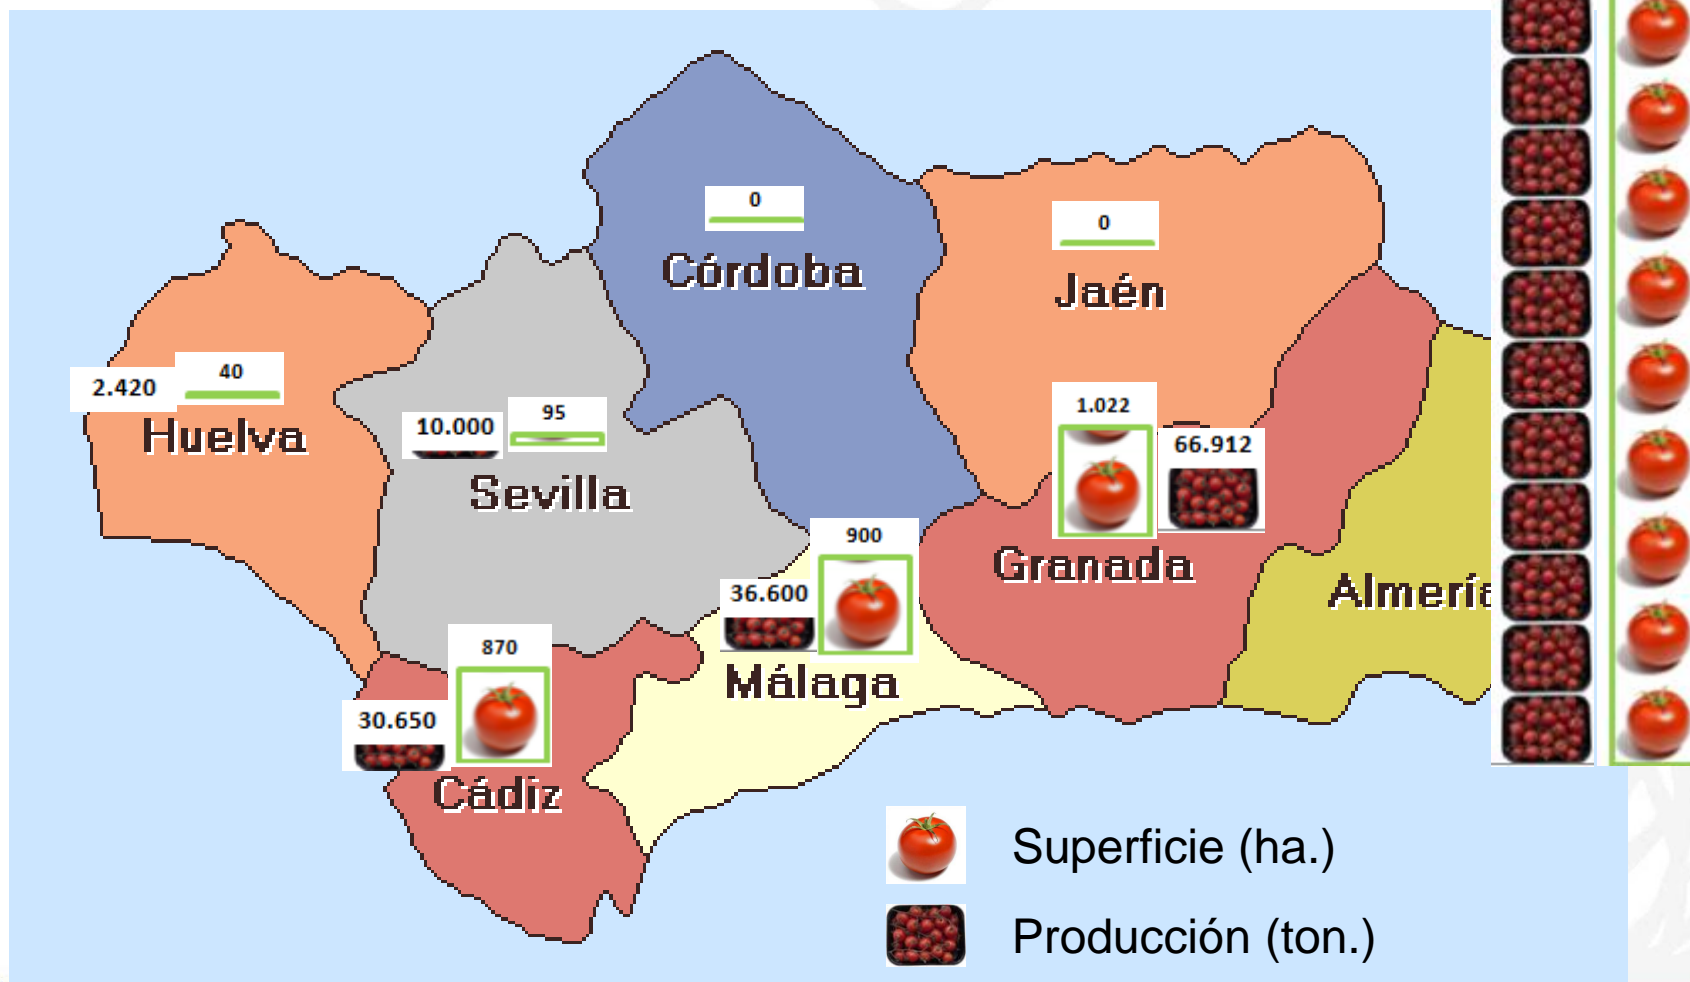 0
Córdoba
0
Jaén
2.420
40
Huelva
10.000
95
Sevilla
1.022
66.912
Granada
900
36.600
Málaga
Almería
870
30.650
Cádiz
Superficie (ha.)
Producción (ton.)